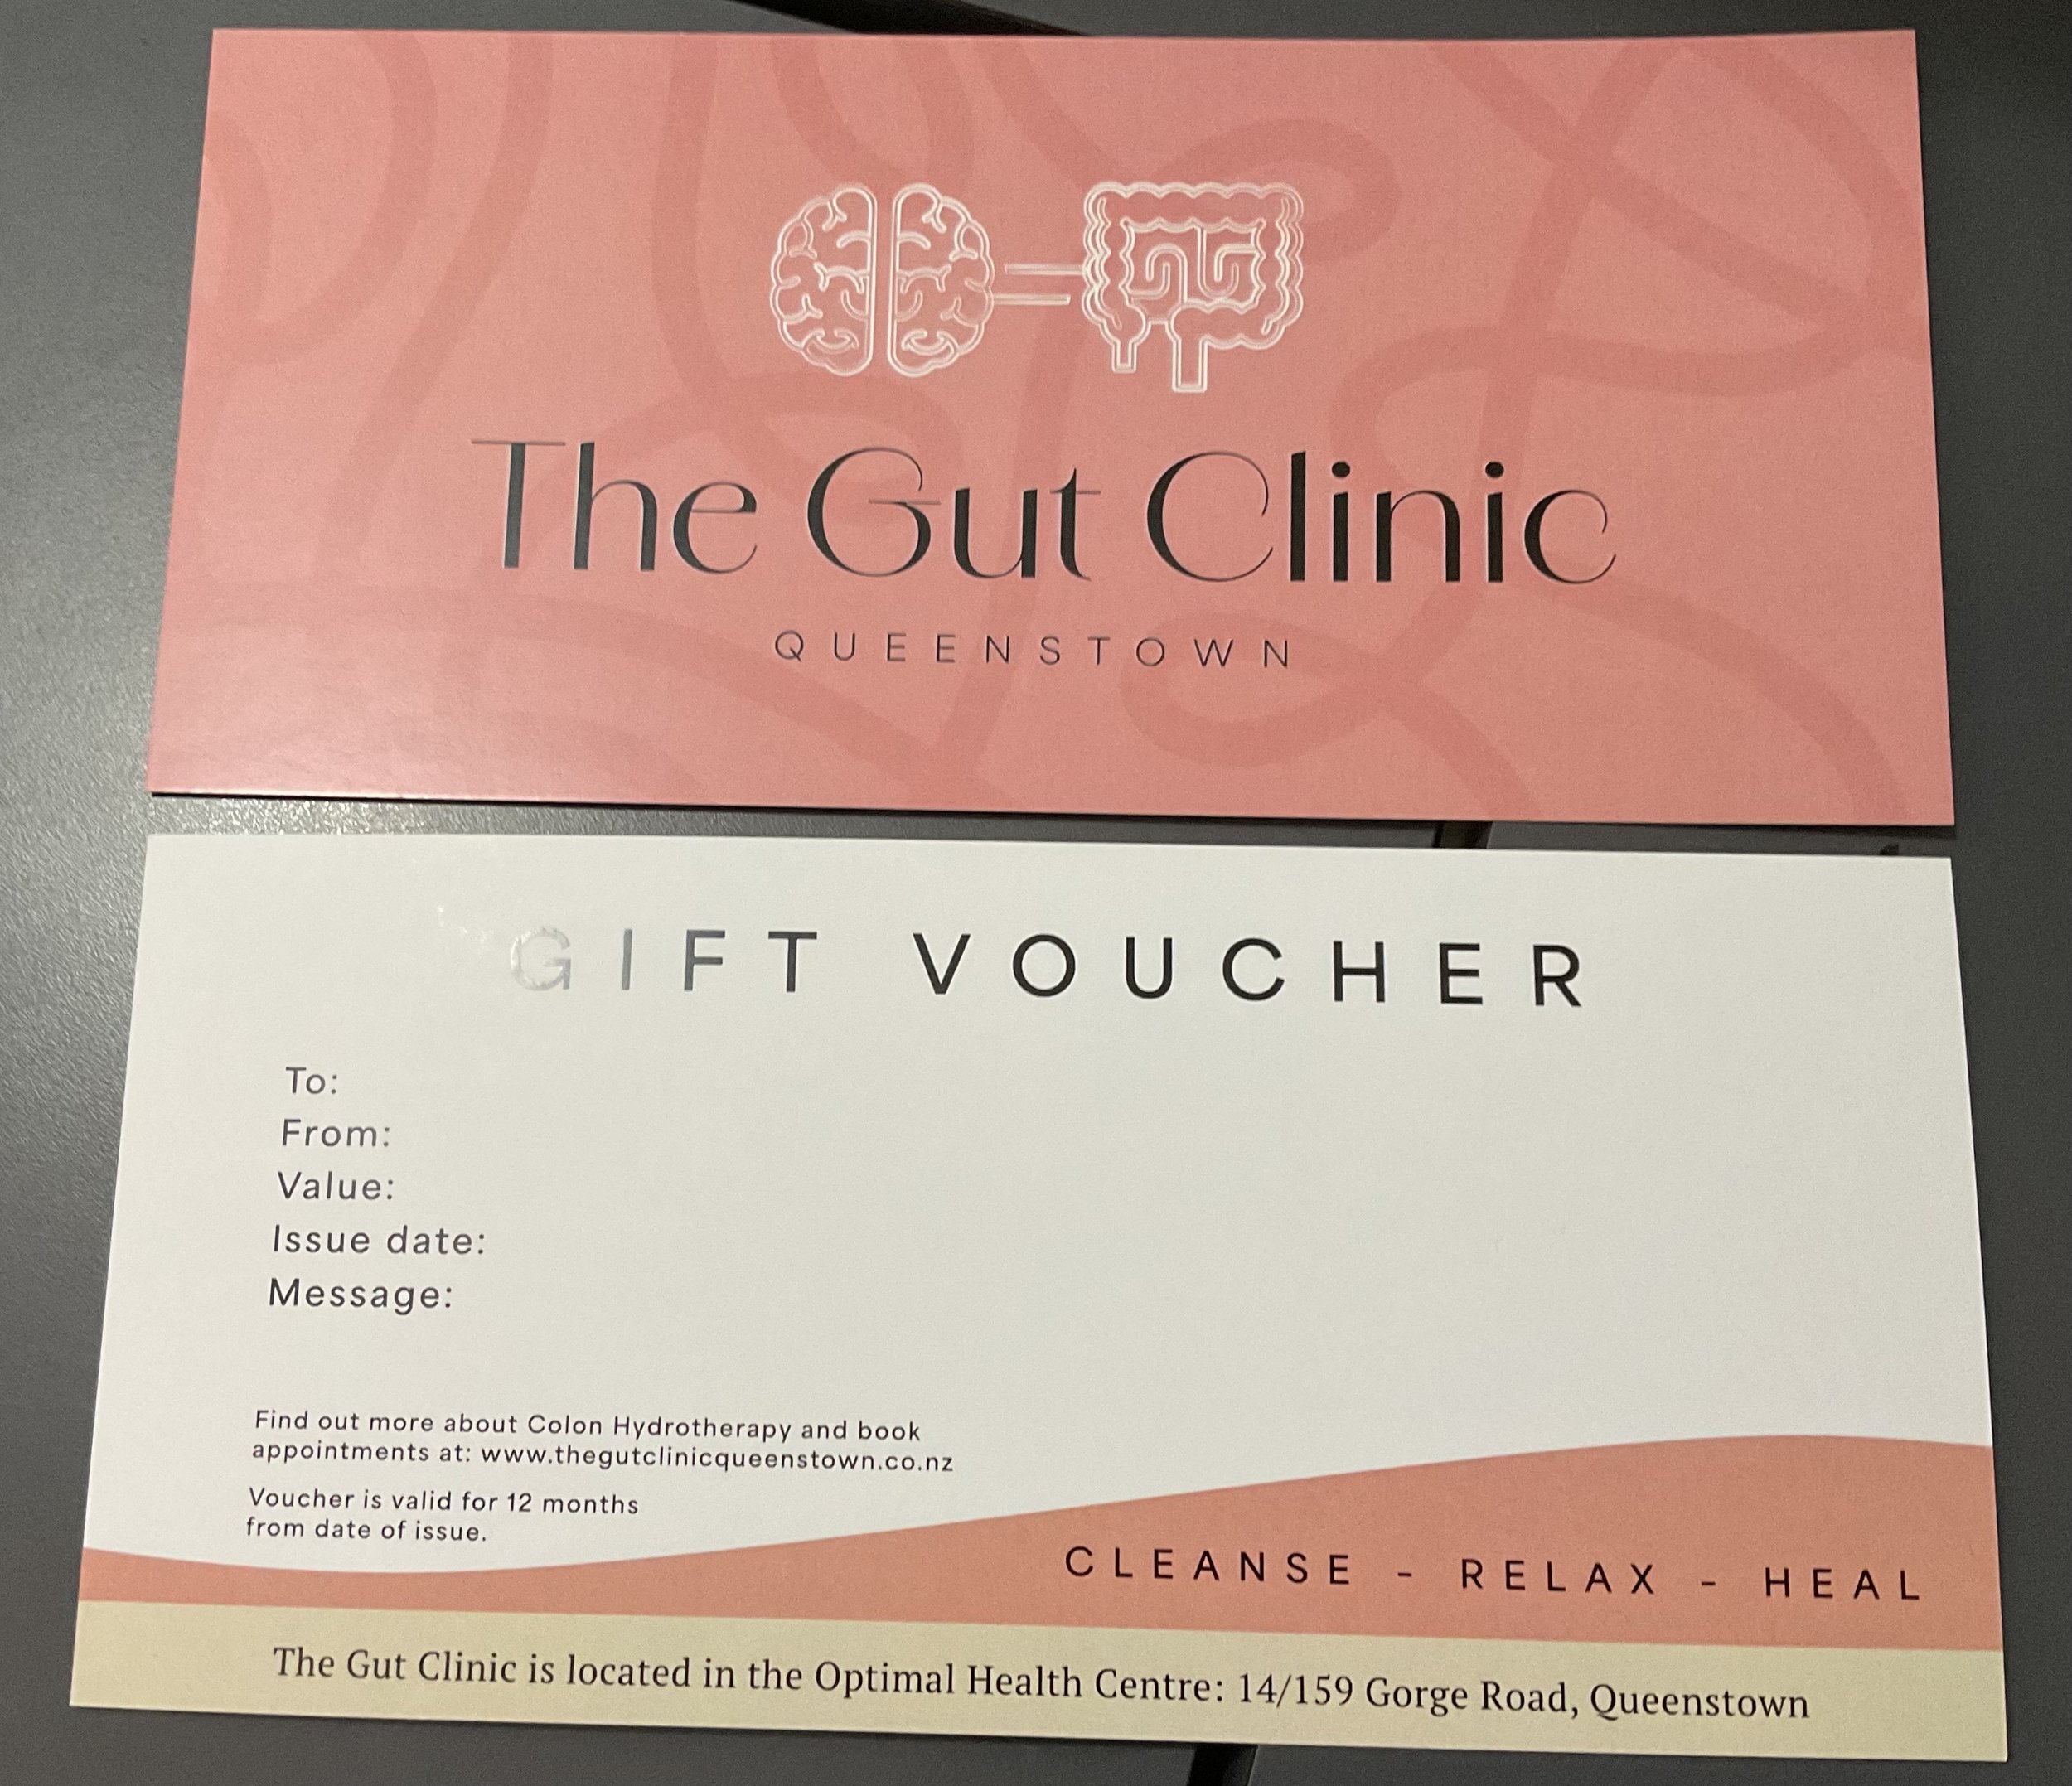 The Gut Clinic
QUEENSTOWN
GIFT VOUCHER
To:
From:
Value:
Issue date:
Message:
Find out more about Colon Hydrotherapy and book
appointments at: www.thegutclinicqueenstown.co.nz
Voucher is valid for 12 months
from date of issue.
CLEANSE - RELAX - HEAL
The Gut Clinic is located in the Optimal Health Centre: 14/159 Gorge Road, Queenstown